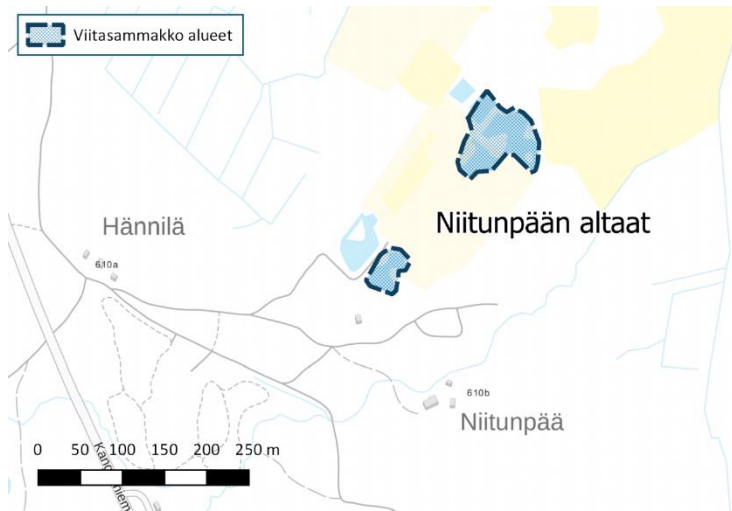 Viitasammakko alueet
Niitunpään altaat
Hännilä
610a
610b
Niitunpää
0 50 100 150 200 250 m